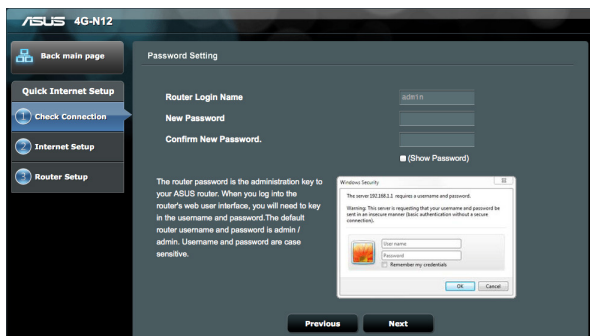 ASUS 4G-N12
Back main page
Quick Internet Setup
1 Check Connection
2 Internet Setup
3 Router Setup
Password Setting
Router Login Name admin
New Password
Confirm New Password.
(Show Password)
The router password is the administration key to
your ASUS router. When you log into the
router's web user interface, you will need to key
in the username and password.The default
router username and password is admin /
admin. Username and password are case
sensitive.
Windows Security
The server 192.168.1.1 requires a username and password.
Warning: This server is requesting that your username and password be
sent in an insecure manner (basic authentication without a secure
connection).
User name
Password
Remember my credentials
OK Cancel
Previous Next